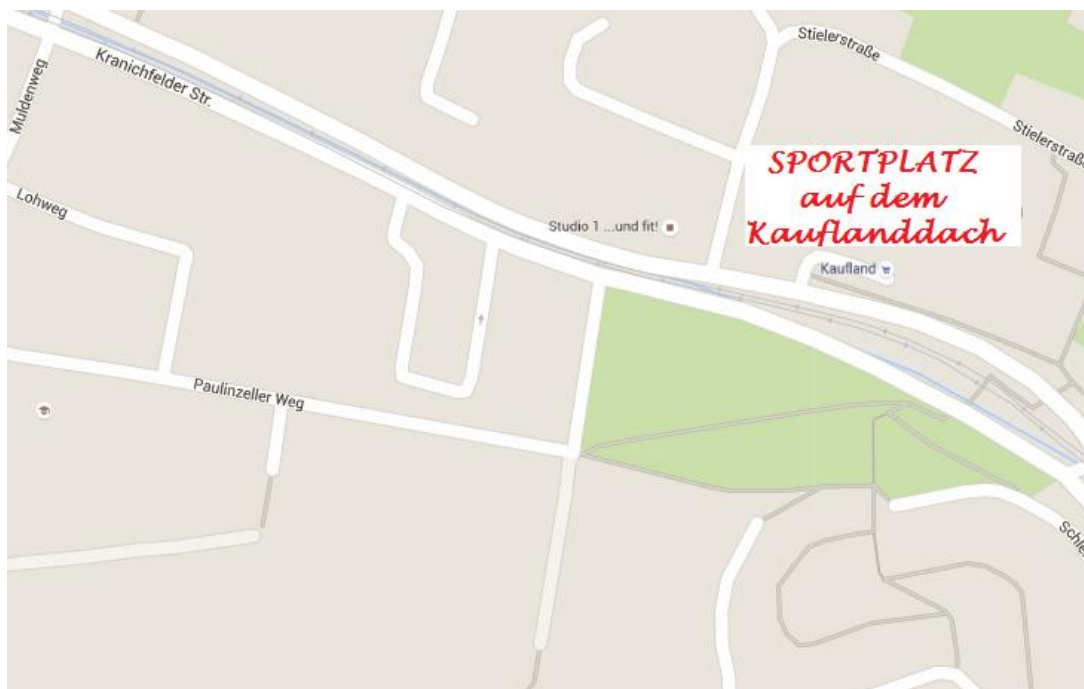 Stielerstraße
Kranichfelder Str.
Muldenweg
Stielerstraße
SPORTPLATZ
auf dem
Kauflanddach
Lohweg
Studio 1 ...und fit!
Kaufland
Paulinzeller Weg